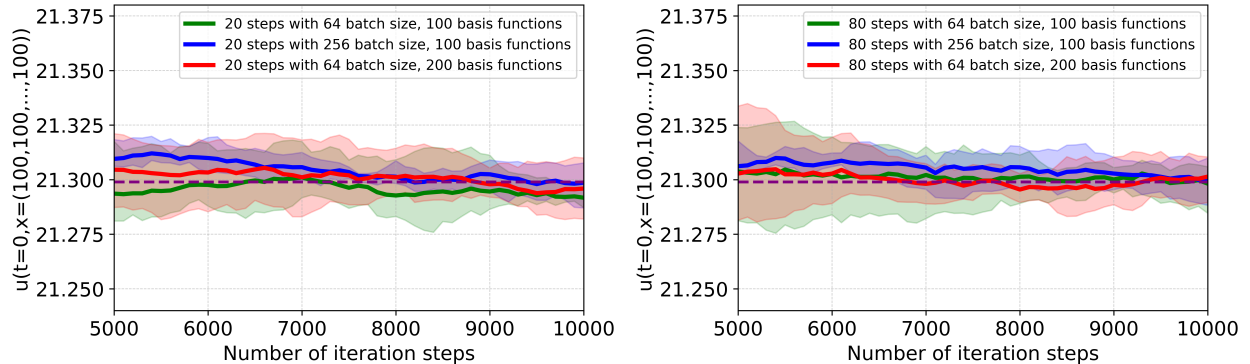 u(t=0,x=(100,100,...,100))
21.375
21.350
21.325
21.300
21.275
21.250
20 steps with 64 batch size, 100 basis functions
20 steps with 256 batch size, 100 basis functions
20 steps with 64 batch size, 200 basis functions
5000
6000
7000
8000
9000
10000
Number of iteration steps
u(t=0,x=(100,100,...,100))
21.375
21.350
21.325
21.300
21.275
21.250
80 steps with 64 batch size, 100 basis functions
80 steps with 256 batch size, 100 basis functions
80 steps with 64 batch size, 200 basis functions
5000
6000
7000
8000
9000
10000
Number of iteration steps